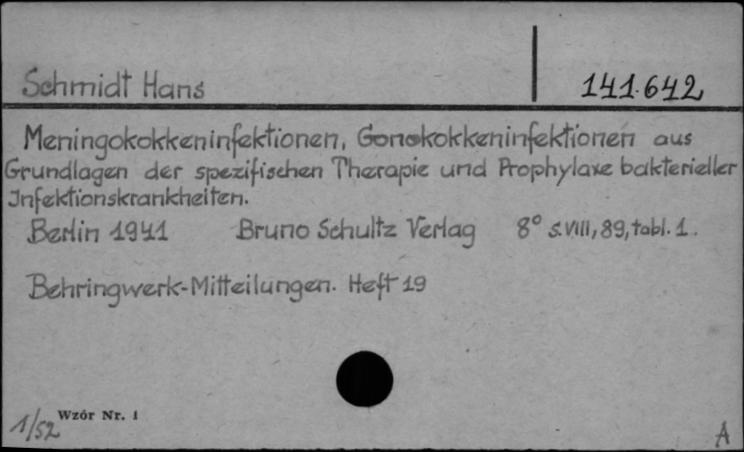 Schmidt Hans 141.642
Meningokokkeninfektionen, Gonokokkeninfektionen aus
Grundlagen der spezifischen Therapie und Prophylaxe bakterieller
Infektionskrankheiten.
Berlin 1941 Bruno Schultz Verlag 8° s. VIII, 89, tabl. 1.
Behringwerk-Mitteilungen. Heft 19
Wzór Nr. 1
1/52 A